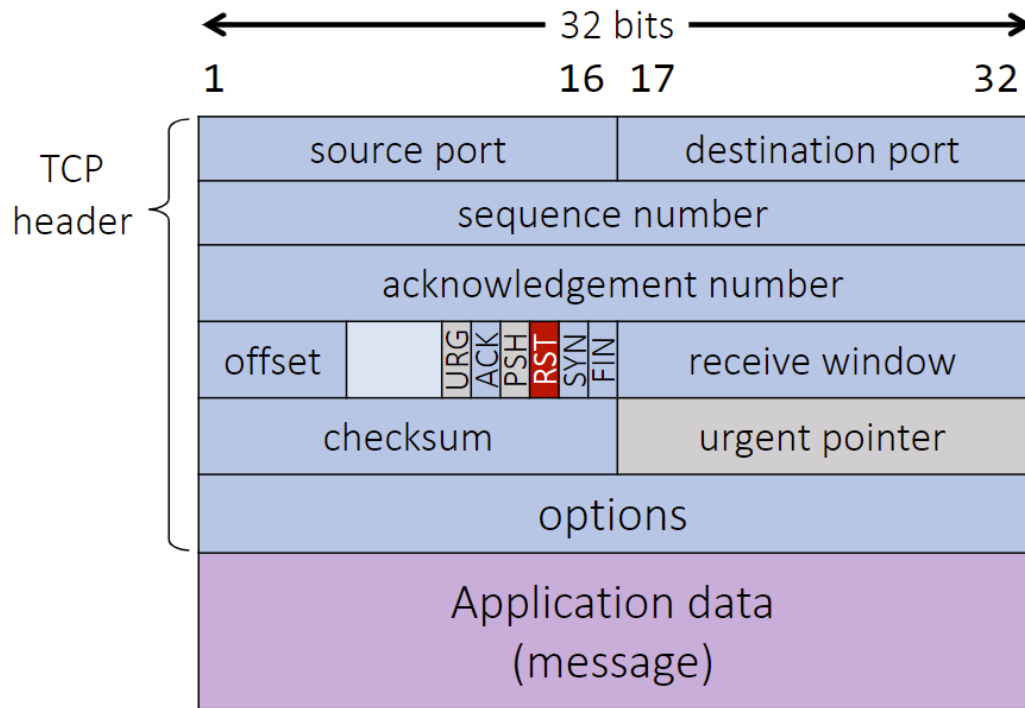 32 bits
1 16 17 32
TCP
header
source port destination port
sequence number
acknowledgement number
offset URG ACK PSH RST SYN FIN receive window
checksum urgent pointer
options
Application data
(message)